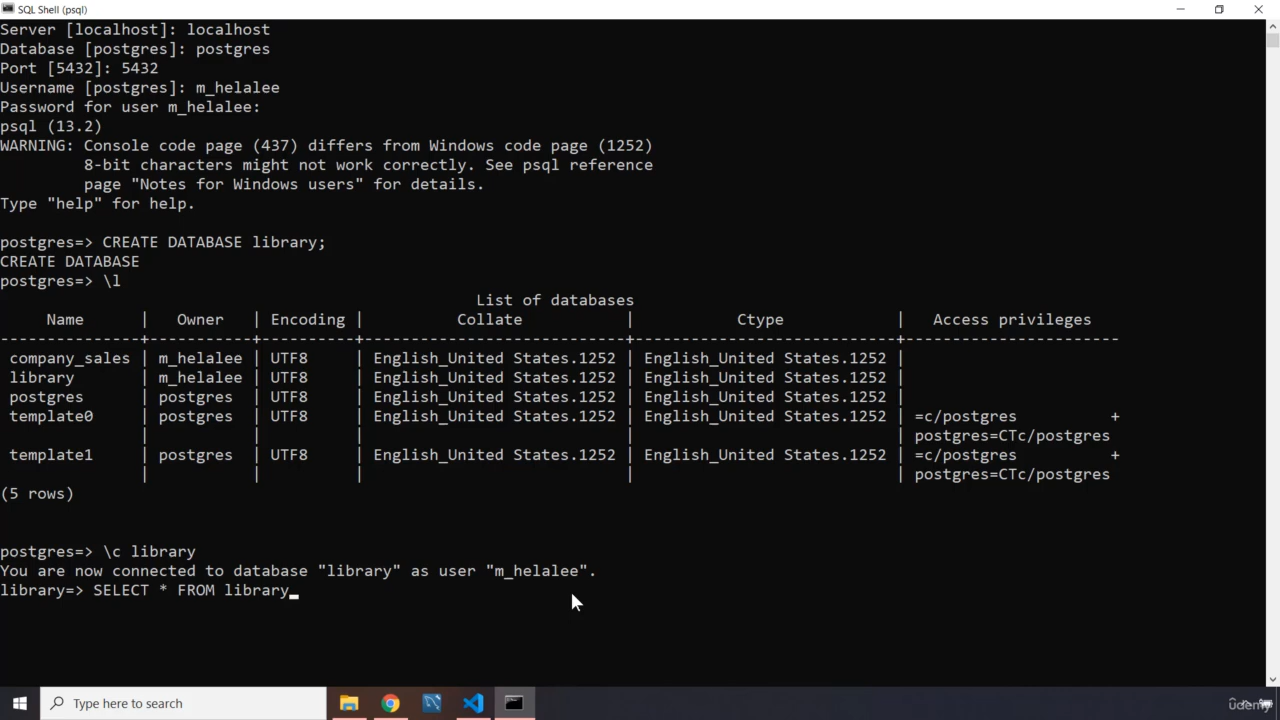 SQL Shell (psql)
Server [localhost]: localhost
Database [postgres]: postgres
Port [5432]: 5432
Username [postgres]: m_helalee
Password for user m_helalee:
psql (13.2)
WARNING: Console code page (437) differs from Windows code page (1252)
         8-bit characters might not work correctly. See psql reference
         page "Notes for Windows users" for details.
Type "help" for help.

postgres=> CREATE DATABASE library;
CREATE DATABASE
postgres=> \l
                                                   List of databases
     Name      |   Owner   | Encoding |          Collate           |           Ctype            |   Access privileges
---------------+-----------+----------+----------------------------+----------------------------+-----------------------
 company_sales | m_helalee | UTF8     | English_United States.1252 | English_United States.1252 |
 library       | m_helalee | UTF8     | English_United States.1252 | English_United States.1252 |
 postgres      | postgres  | UTF8     | English_United States.1252 | English_United States.1252 |
 template0     | postgres  | UTF8     | English_United States.1252 | English_United States.1252 | =c/postgres          +
               |           |          |                            |                            | postgres=CTc/postgres
 template1     | postgres  | UTF8     | English_United States.1252 | English_United States.1252 | =c/postgres          +
               |           |          |                            |                            | postgres=CTc/postgres
(5 rows)

postgres=> \c library
You are now connected to database "library" as user "m_helalee".
library=> SELECT * FROM library
Type here to search
udemy